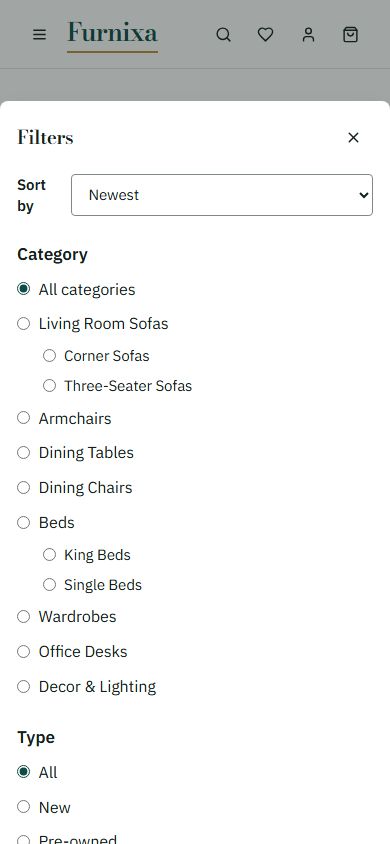 Furnixa
Filters
Sort by
Newest
Category
All categories
Living Room Sofas
Corner Sofas
Three-Seater Sofas
Armchairs
Dining Tables
Dining Chairs
Beds
King Beds
Single Beds
Wardrobes
Office Desks
Decor & Lighting
Type
All
New
Pre-owned